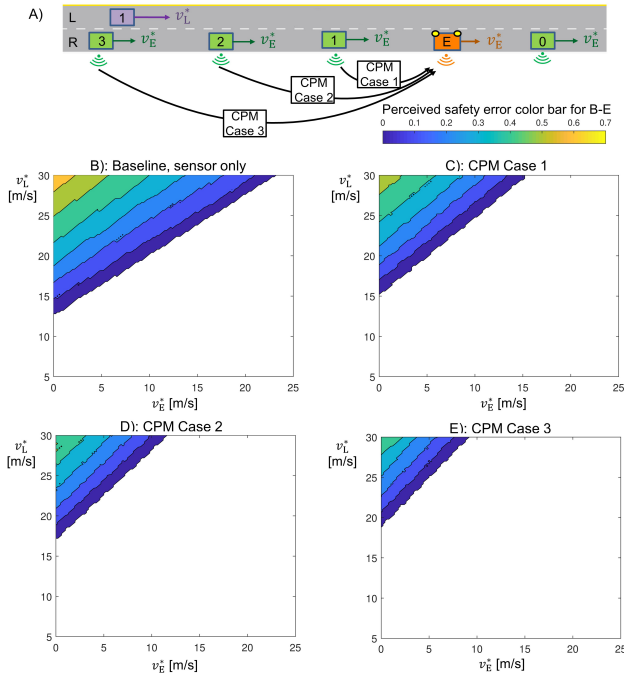 A)
L
1
v*L
R
3
v*E
2
v*E
1
v*E
E
v*E
0
v*E
CPM
Case 1
CPM
Case 2
CPM
Case 3
Perceived safety error color bar for B-E
0 0.1 0.2 0.3 0.4 0.5 0.6 0.7
B): Baseline, sensor only
v*L
[m/s]
30
25
20
15
10
5
0 5 10 15 20 25
v*E [m/s]
C): CPM Case 1
v*L
[m/s]
30
25
20
15
10
5
0 5 10 15 20 25
v*E [m/s]
D): CPM Case 2
v*L
[m/s]
30
25
20
15
10
5
0 5 10 15 20 25
v*E [m/s]
E): CPM Case 3
v*L
[m/s]
30
25
20
15
10
5
0 5 10 15 20 25
v*E [m/s]